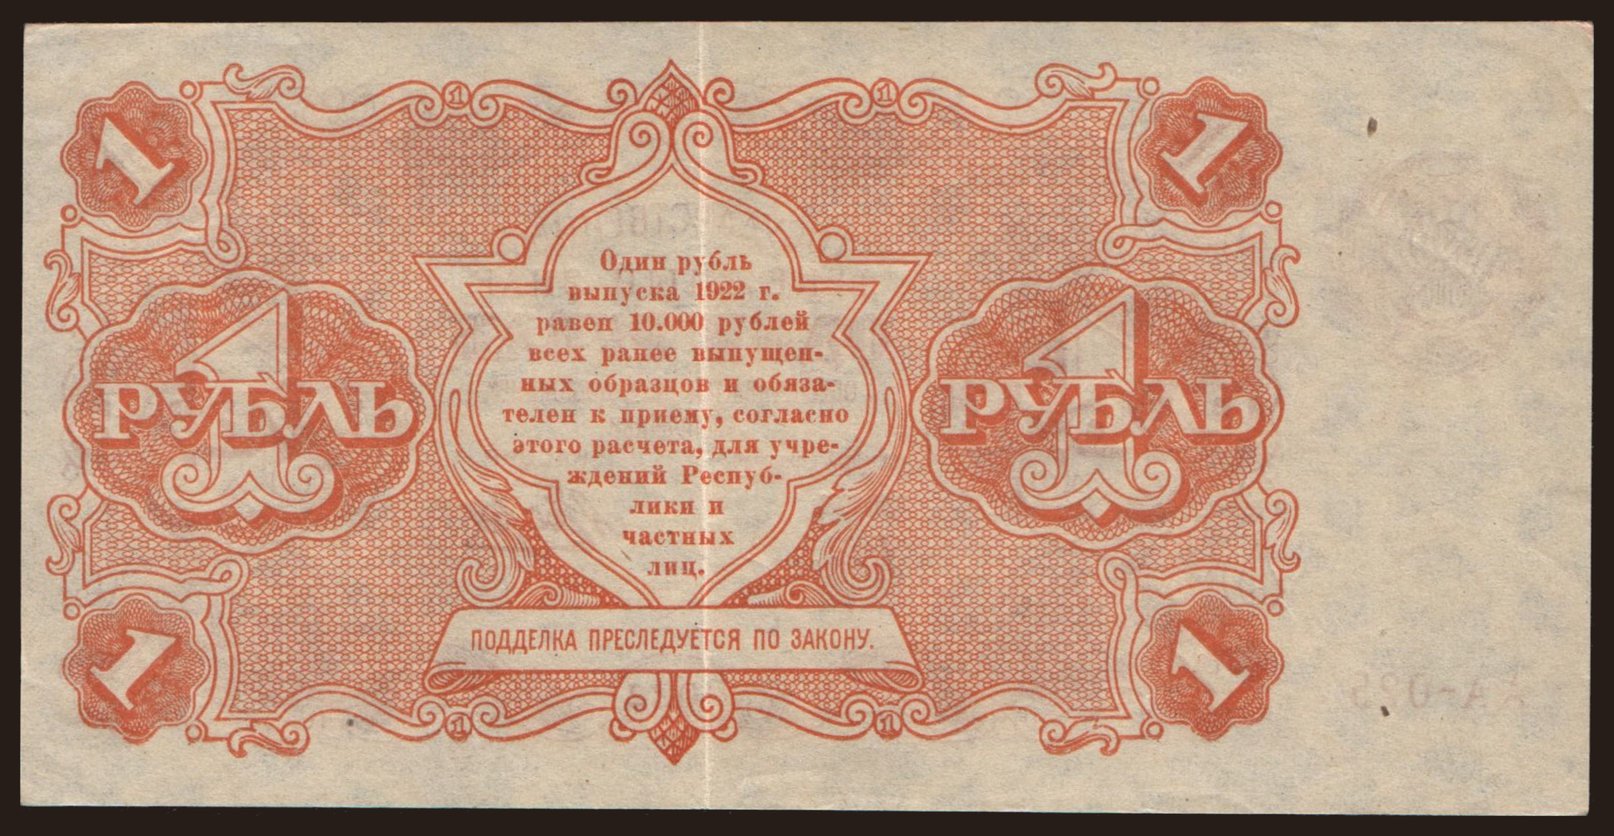 1
1
1
1
Один рубль
выпуска 1922 г.
равен 10.000 рублей
всех ранее выпущен-
ных образцов и обяза-
телен к приему, согласно
этого расчета, для учре-
ждений Респуб-
лики и
частных
лиц.
1
РУБЛЬ
1
РУБЛЬ
ПОДДЕЛКА ПРЕСЛЕДУЕТСЯ ПО ЗАКОНУ.
1
1
1
1